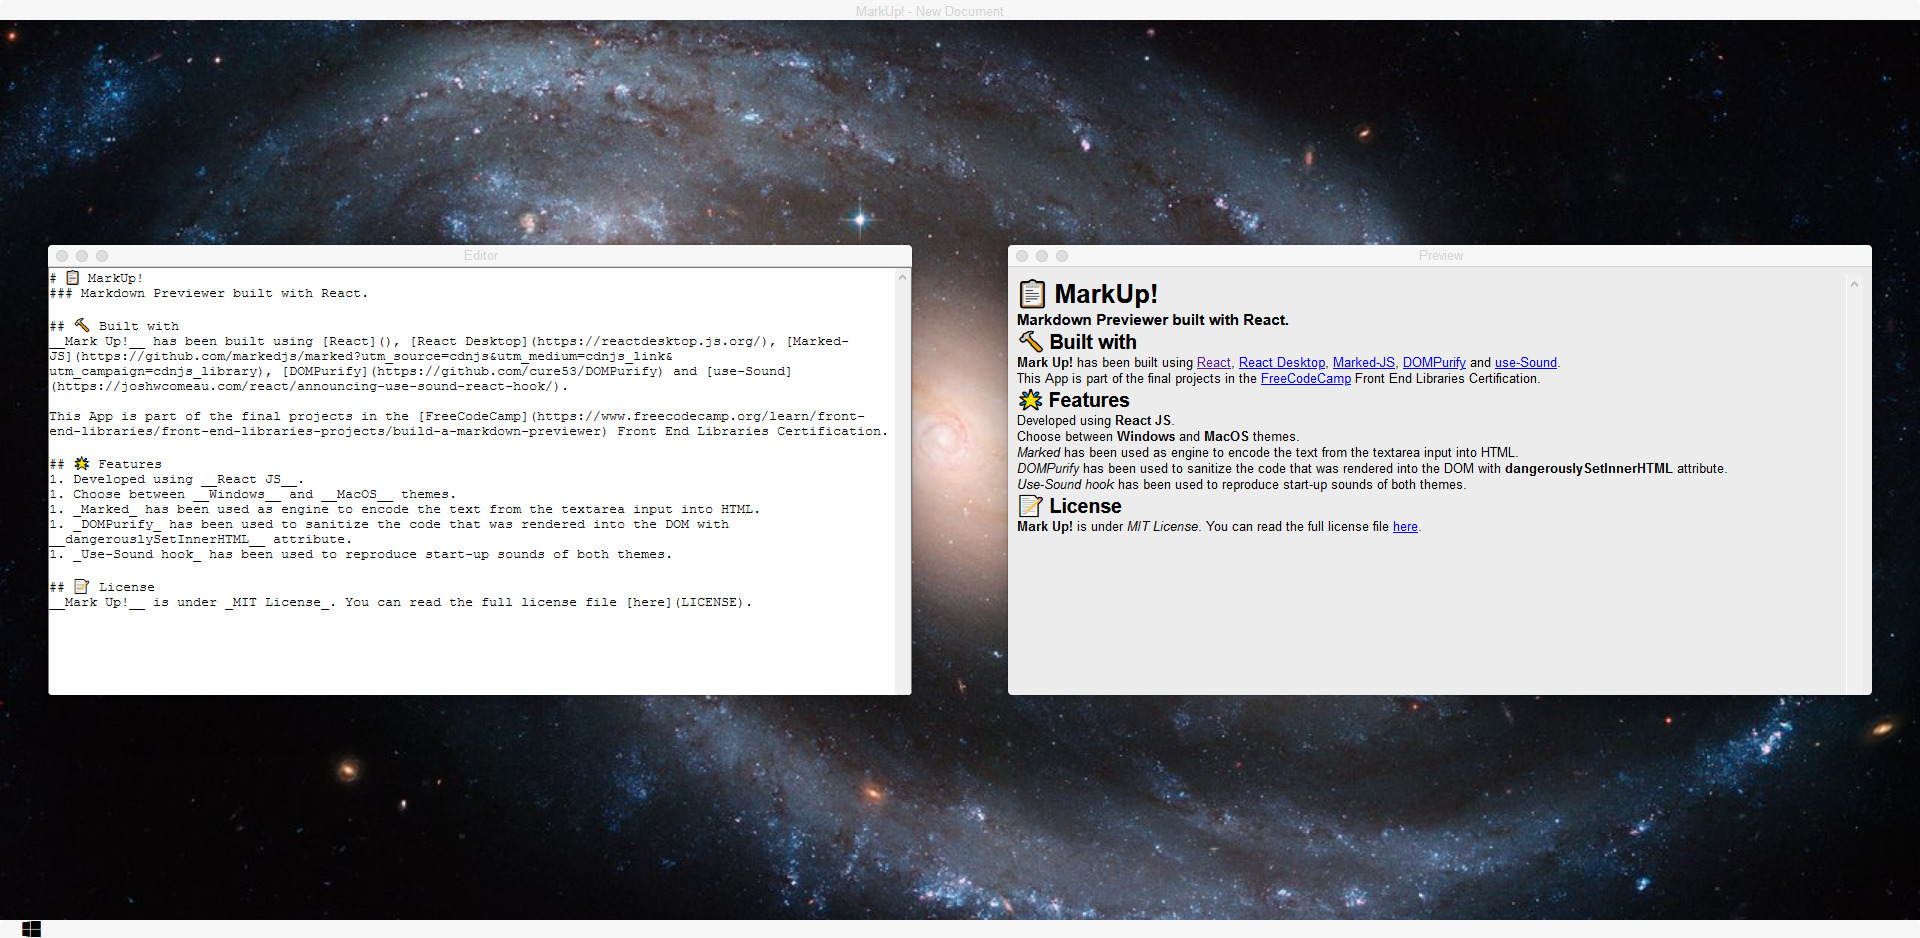 MarkUp! - New Document
Editor
# 📋 MarkUp!
### Markdown Previewer built with React.
## 🔨 Built with
__Mark Up!__ has been built using [React](), [React Desktop](https://reactdesktop.js.org/), [Marked-
JS](https://github.com/markedjs/marked?utm_source=cdnjs&utm_medium=cdnjs_link&
utm_campaign=cdnjs_library), [DOMPurify](https://github.com/cure53/DOMPurify) and [use-Sound]
(https://joshwcomeau.com/react/announcing-use-sound-react-hook/).
This App is part of the final projects in the [FreeCodeCamp](https://www.freecodecamp.org/learn/front-
end-libraries/front-end-libraries-projects/build-a-markdown-previewer) Front End Libraries Certification.
## 🌟 Features
1. Developed using __React JS__.
1. Choose between __Windows__ and __MacOS__ themes.
1. _Marked_ has been used as engine to encode the text from the textarea input into HTML.
1. _DOMPurify_ has been used to sanitize the code that was rendered into the DOM with
__dangerouslySetInnerHTML__ attribute.
1. _Use-Sound hook_ has been used to reproduce start-up sounds of both themes.
## 📝 License
__Mark Up!__ is under _MIT License_. You can read the full license file [here](LICENSE).
Preview
📋 MarkUp!
Markdown Previewer built with React.
🔨 Built with
Mark Up! has been built using React, React Desktop, Marked-JS, DOMPurify and use-Sound.
This App is part of the final projects in the FreeCodeCamp Front End Libraries Certification.
🌟 Features
Developed using React JS.
Choose between Windows and MacOS themes.
Marked has been used as engine to encode the text from the textarea input into HTML.
DOMPurify has been used to sanitize the code that was rendered into the DOM with dangerouslySetInnerHTML attribute.
Use-Sound hook has been used to reproduce start-up sounds of both themes.
📝 License
Mark Up! is under MIT License. You can read the full license file here.